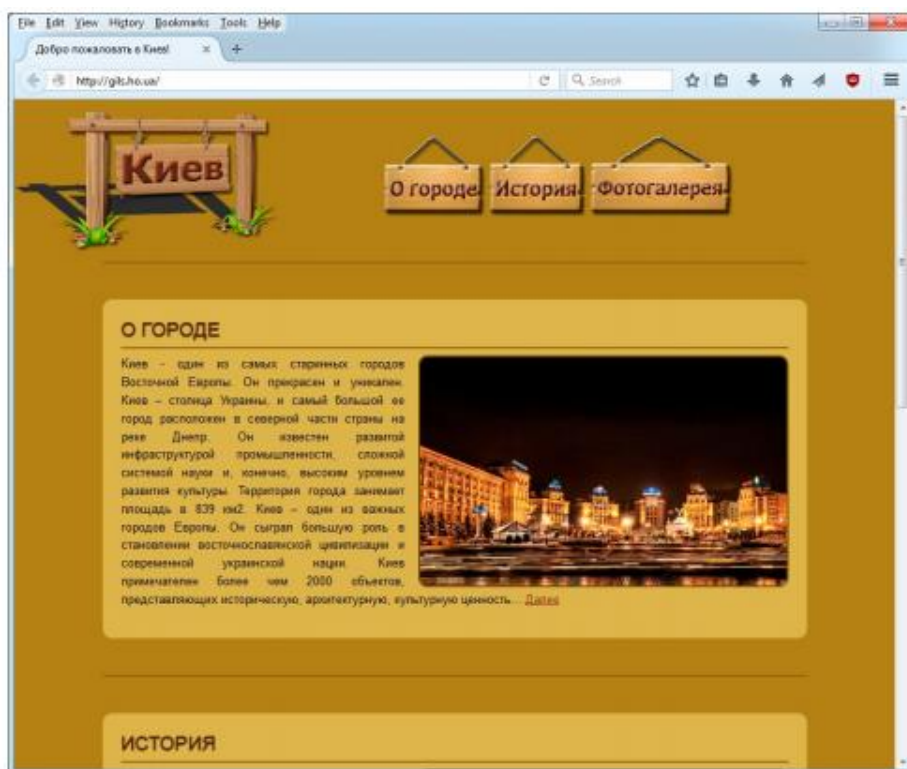 File Edit View History Bookmarks Tools Help
Добро пожаловать в Киев!
http://gils.ho.ua/
Search
Киев
О городе История Фотогалерея
О ГОРОДЕ
Киев – один из самых старинных городов
Восточной Европы. Он прекрасен и уникален.
Киев – столица Украины, и самый большой ее
город расположен в северной части страны на
реке Днепр. Он известен развитой
инфраструктурой промышленности, сложной
системой науки и, конечно, высоким уровнем
развития культуры. Территория города занимает
площадь в 839 км2. Киев – один из важных
городов Европы. Он сыграл большую роль в
становлении восточнославянской цивилизации и
современной украинской нации. Киев
примечателен более чем 2000 объектов,
представляющих историческую, архитектурную, культурную ценность... Далее
ИСТОРИЯ